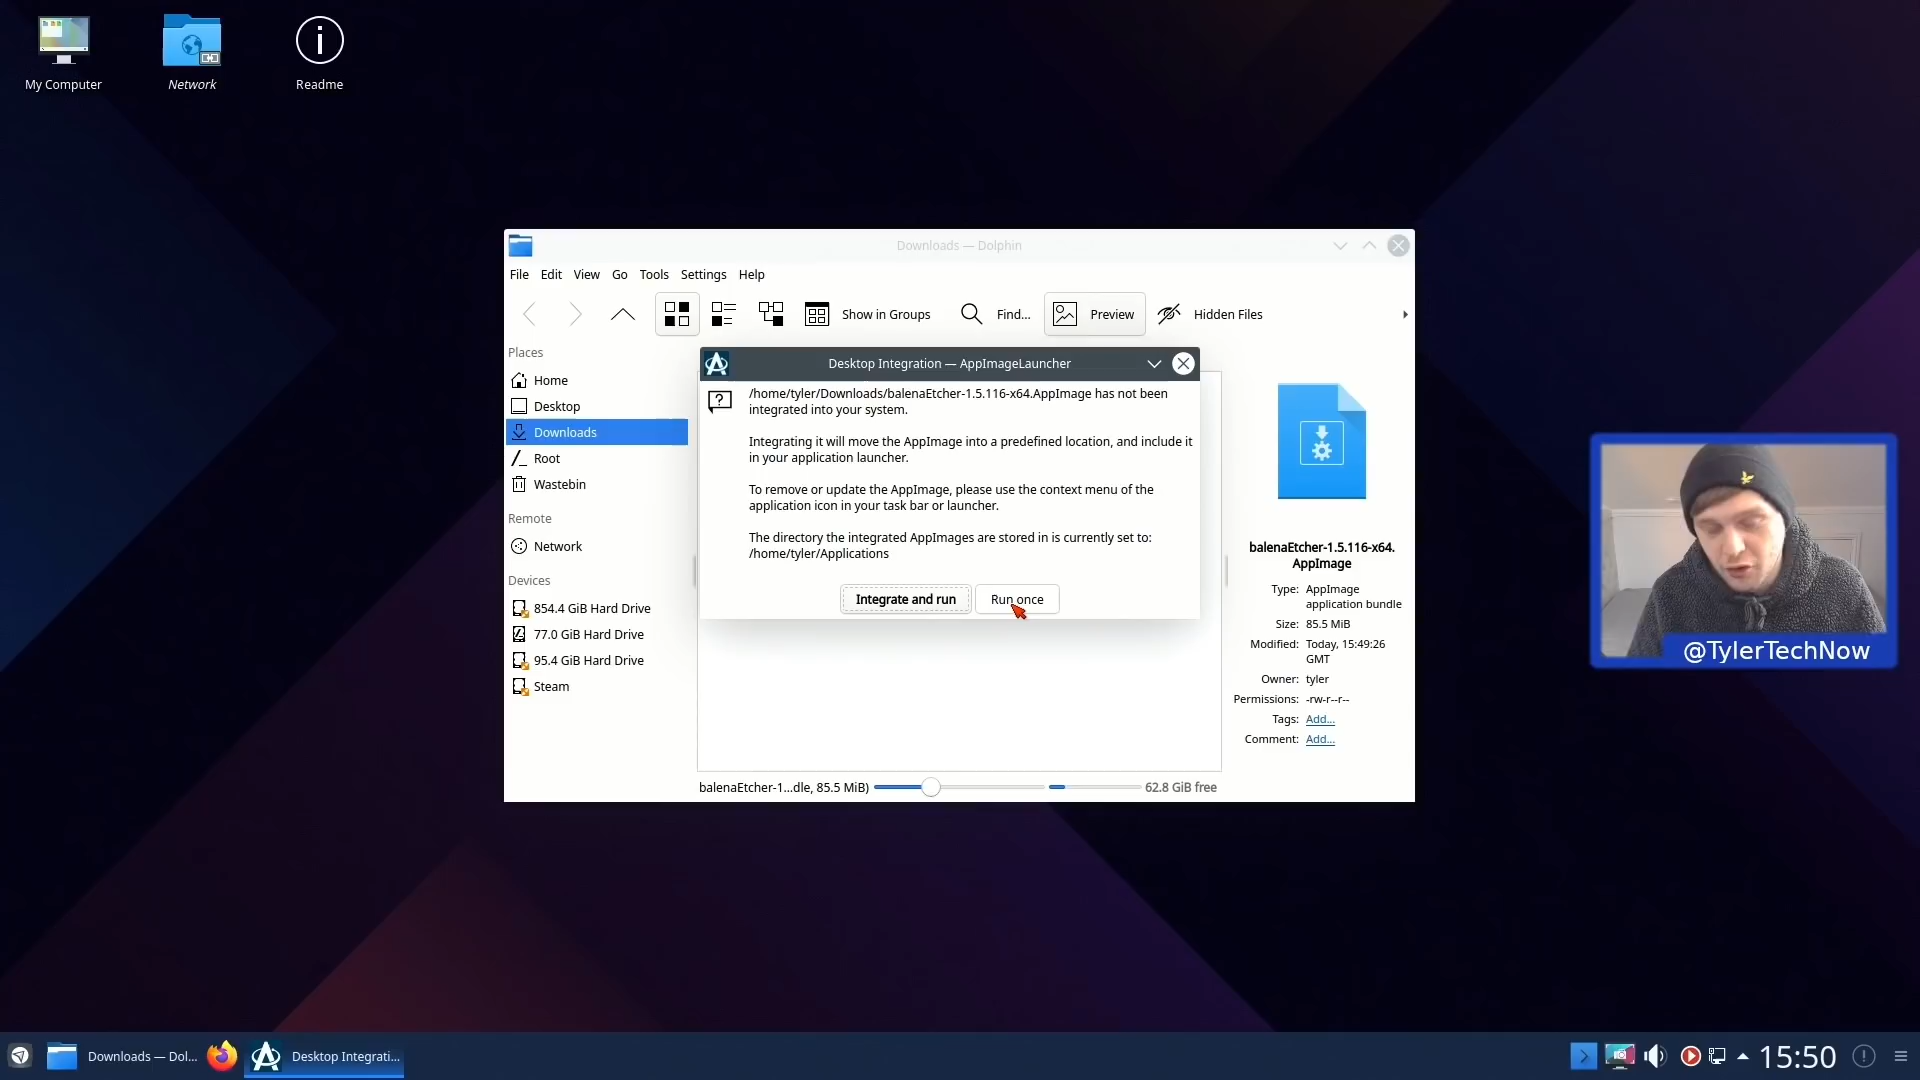 My Computer
Network
Readme
Downloads — Dolphin
File Edit View Go Tools Settings Help
Show in Groups Find... Preview Hidden Files
Places
Home
Desktop
Downloads
Root
Wastebin
Remote
Network
Devices
854.4 GiB Hard Drive
77.0 GiB Hard Drive
95.4 GiB Hard Drive
Steam
Desktop Integration — AppImageLauncher
/home/tyler/Downloads/balenaEtcher-1.5.116-x64.AppImage has not been
integrated into your system.
Integrating it will move the AppImage into a predefined location, and include it
in your application launcher.
To remove or update the AppImage, please use the context menu of the
application icon in your task bar or launcher.
The directory the integrated AppImages are stored in is currently set to:
/home/tyler/Applications
Integrate and run Run once
balenaEtcher-1.5.116-x64.
AppImage
Type: AppImage
application bundle
Size: 85.5 MiB
Modified: Today, 15:49:26
GMT
Owner: tyler
Permissions: -rw-r--r--
Tags: Add...
Comment: Add...
balenaEtcher-1...dle, 85.5 MiB) 62.8 GiB free
@TylerTechNow
Downloads — Dol... Desktop Integrati... 15:50